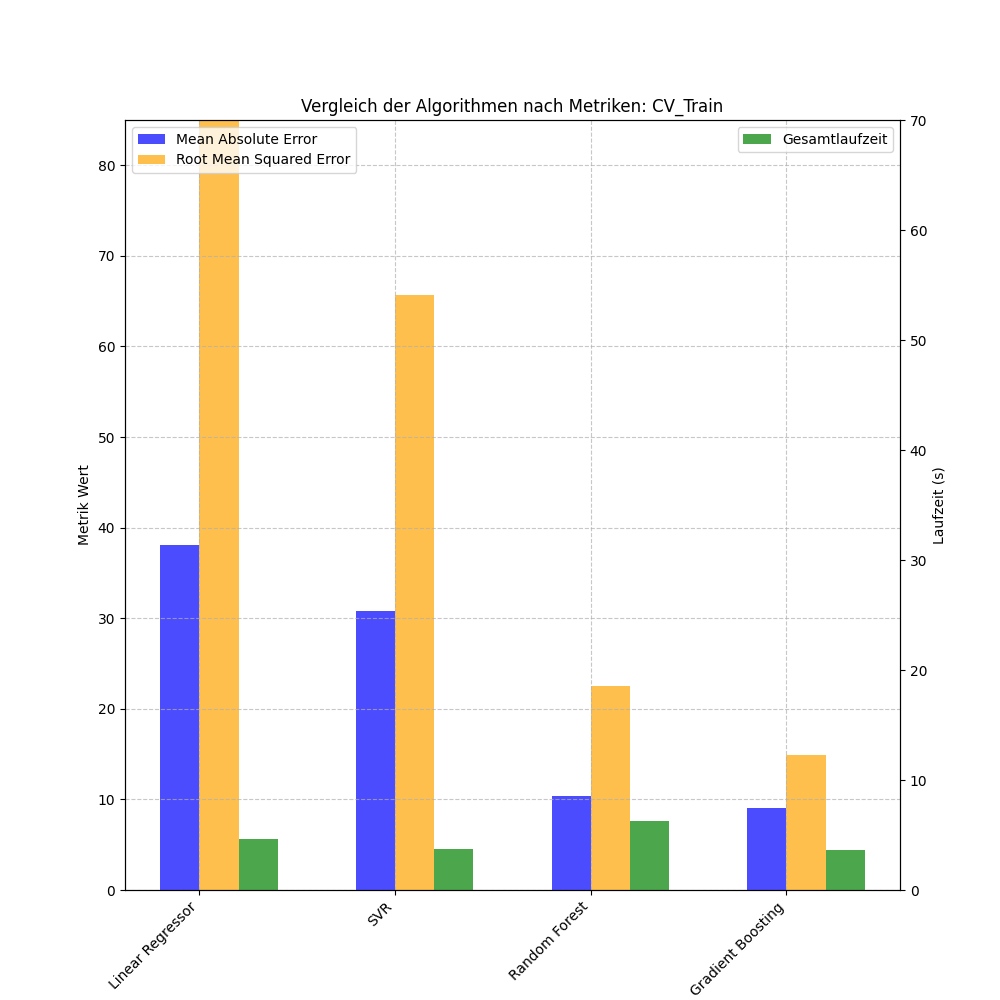 Vergleich der Algorithmen nach Metriken: CV_Train
Mean Absolute Error
Root Mean Squared Error
Gesamtlaufzeit
Metrik Wert
80
70
60
50
40
30
20
10
0
70
60
50
40
30
20
10
0
Laufzeit (s)
Linear Regressor
SVR
Random Forest
Gradient Boosting